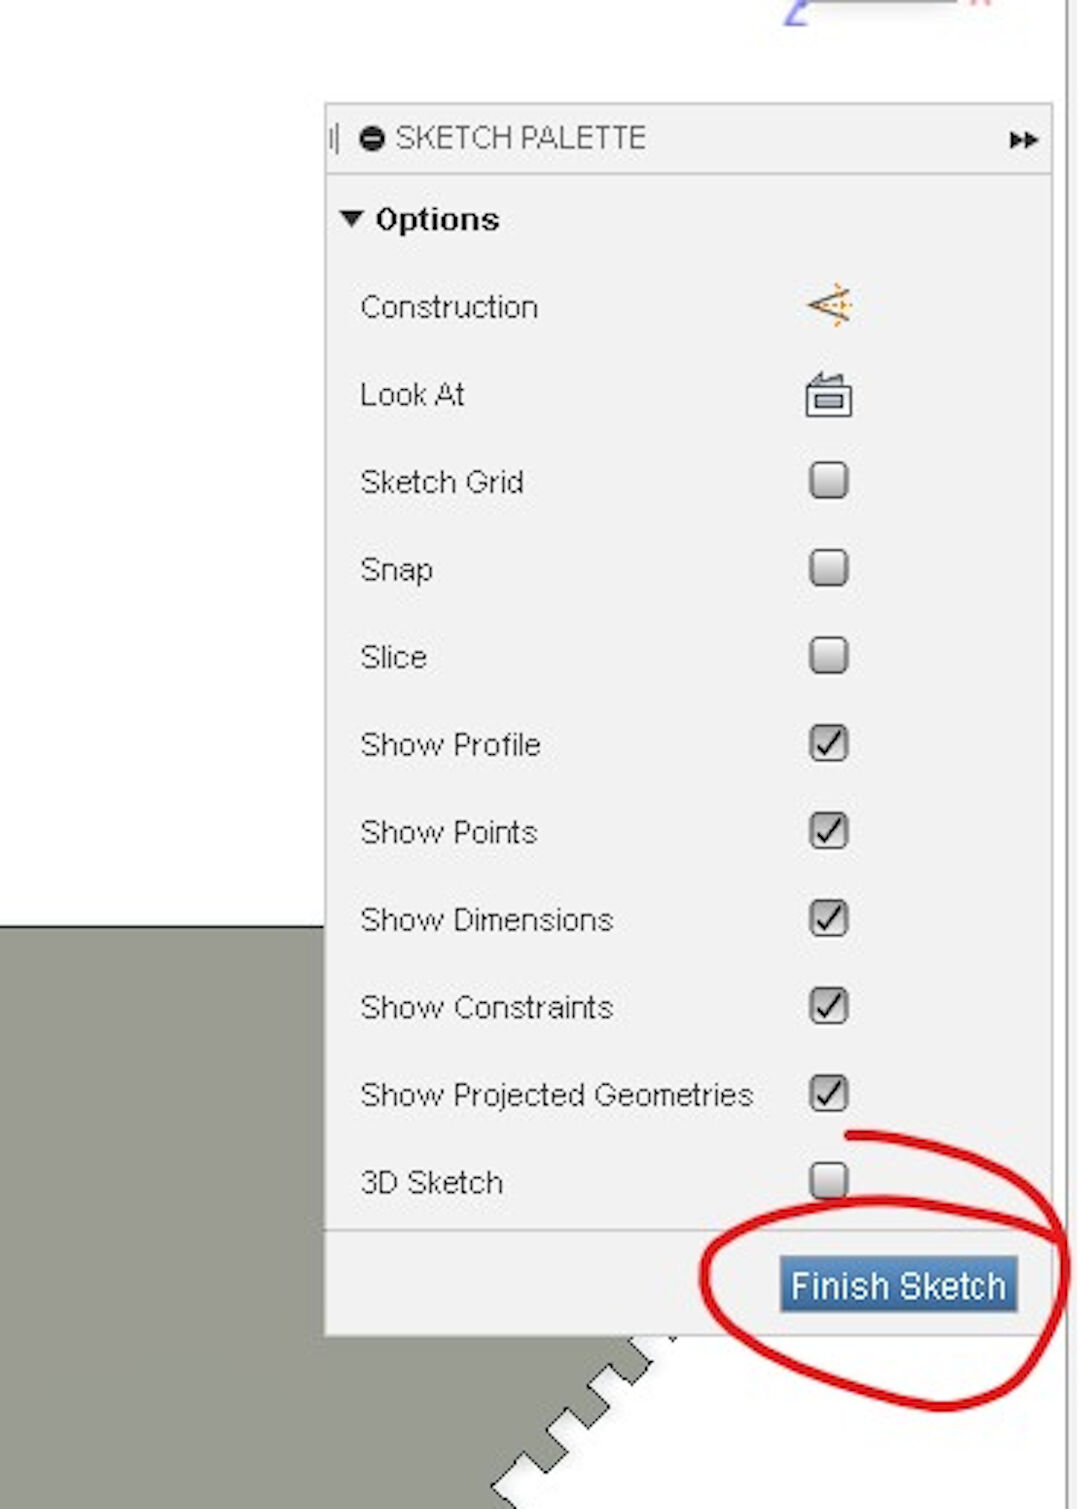 SKETCH PALETTE
Options
Construction
Look At
Sketch Grid
Snap
Slice
Show Profile
Show Points
Show Dimensions
Show Constraints
Show Projected Geometries
3D Sketch
Finish Sketch